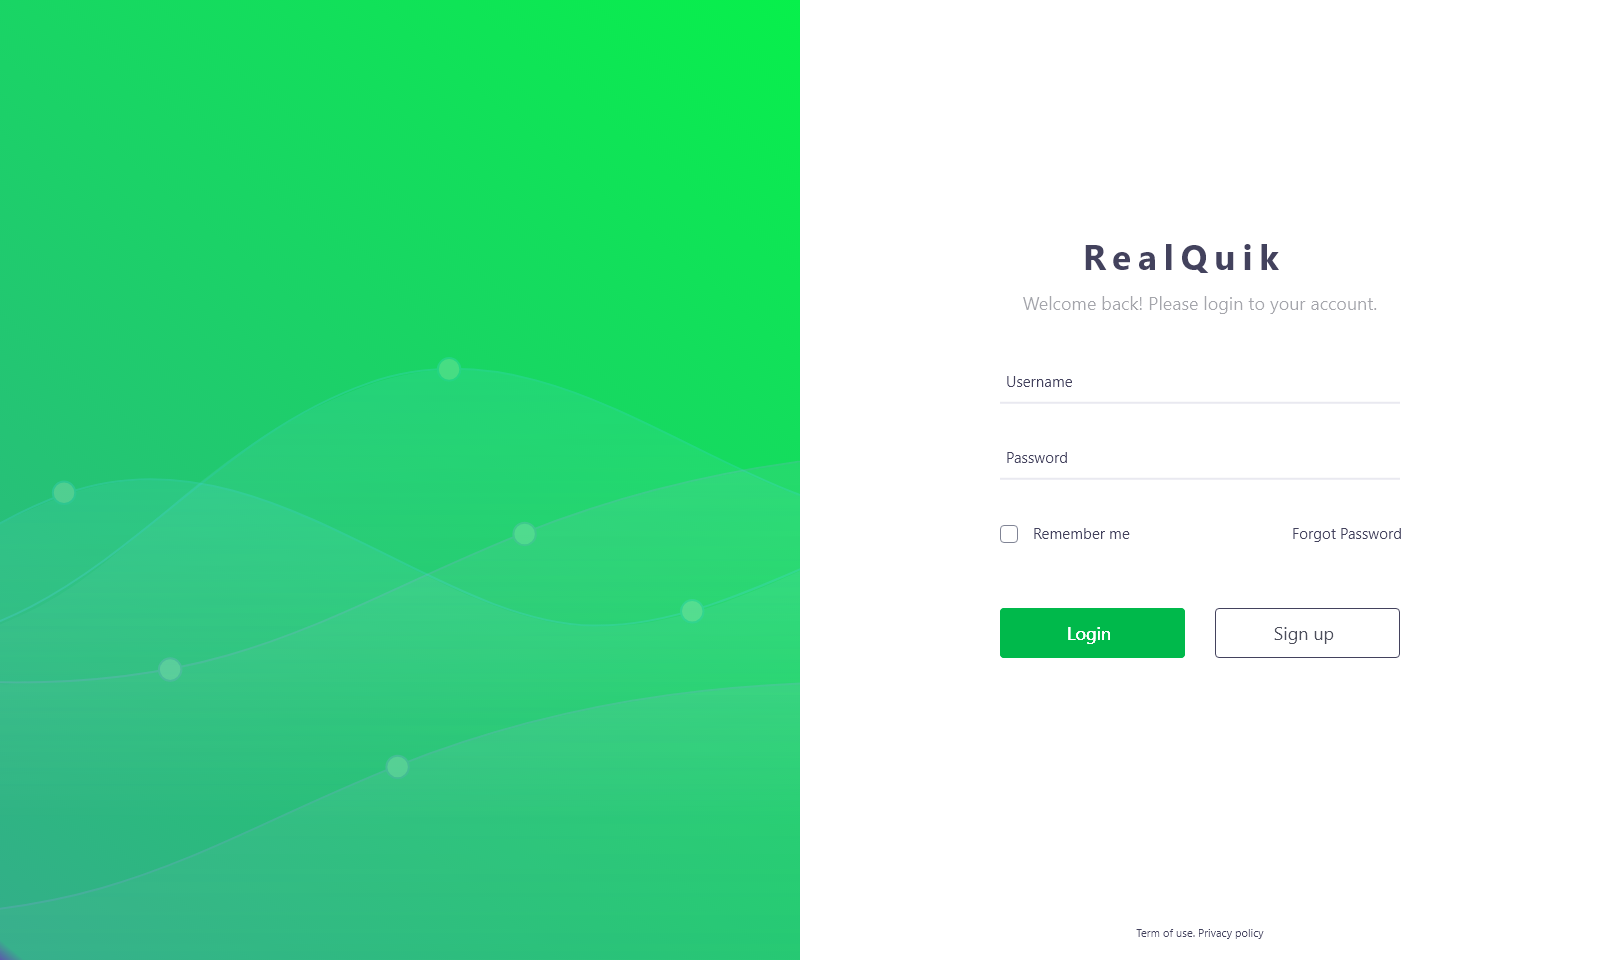 RealQuik
Welcome back! Please login to your account.
Username
Password
Remember me
Forgot Password
Login
Sign up
Term of use. Privacy policy